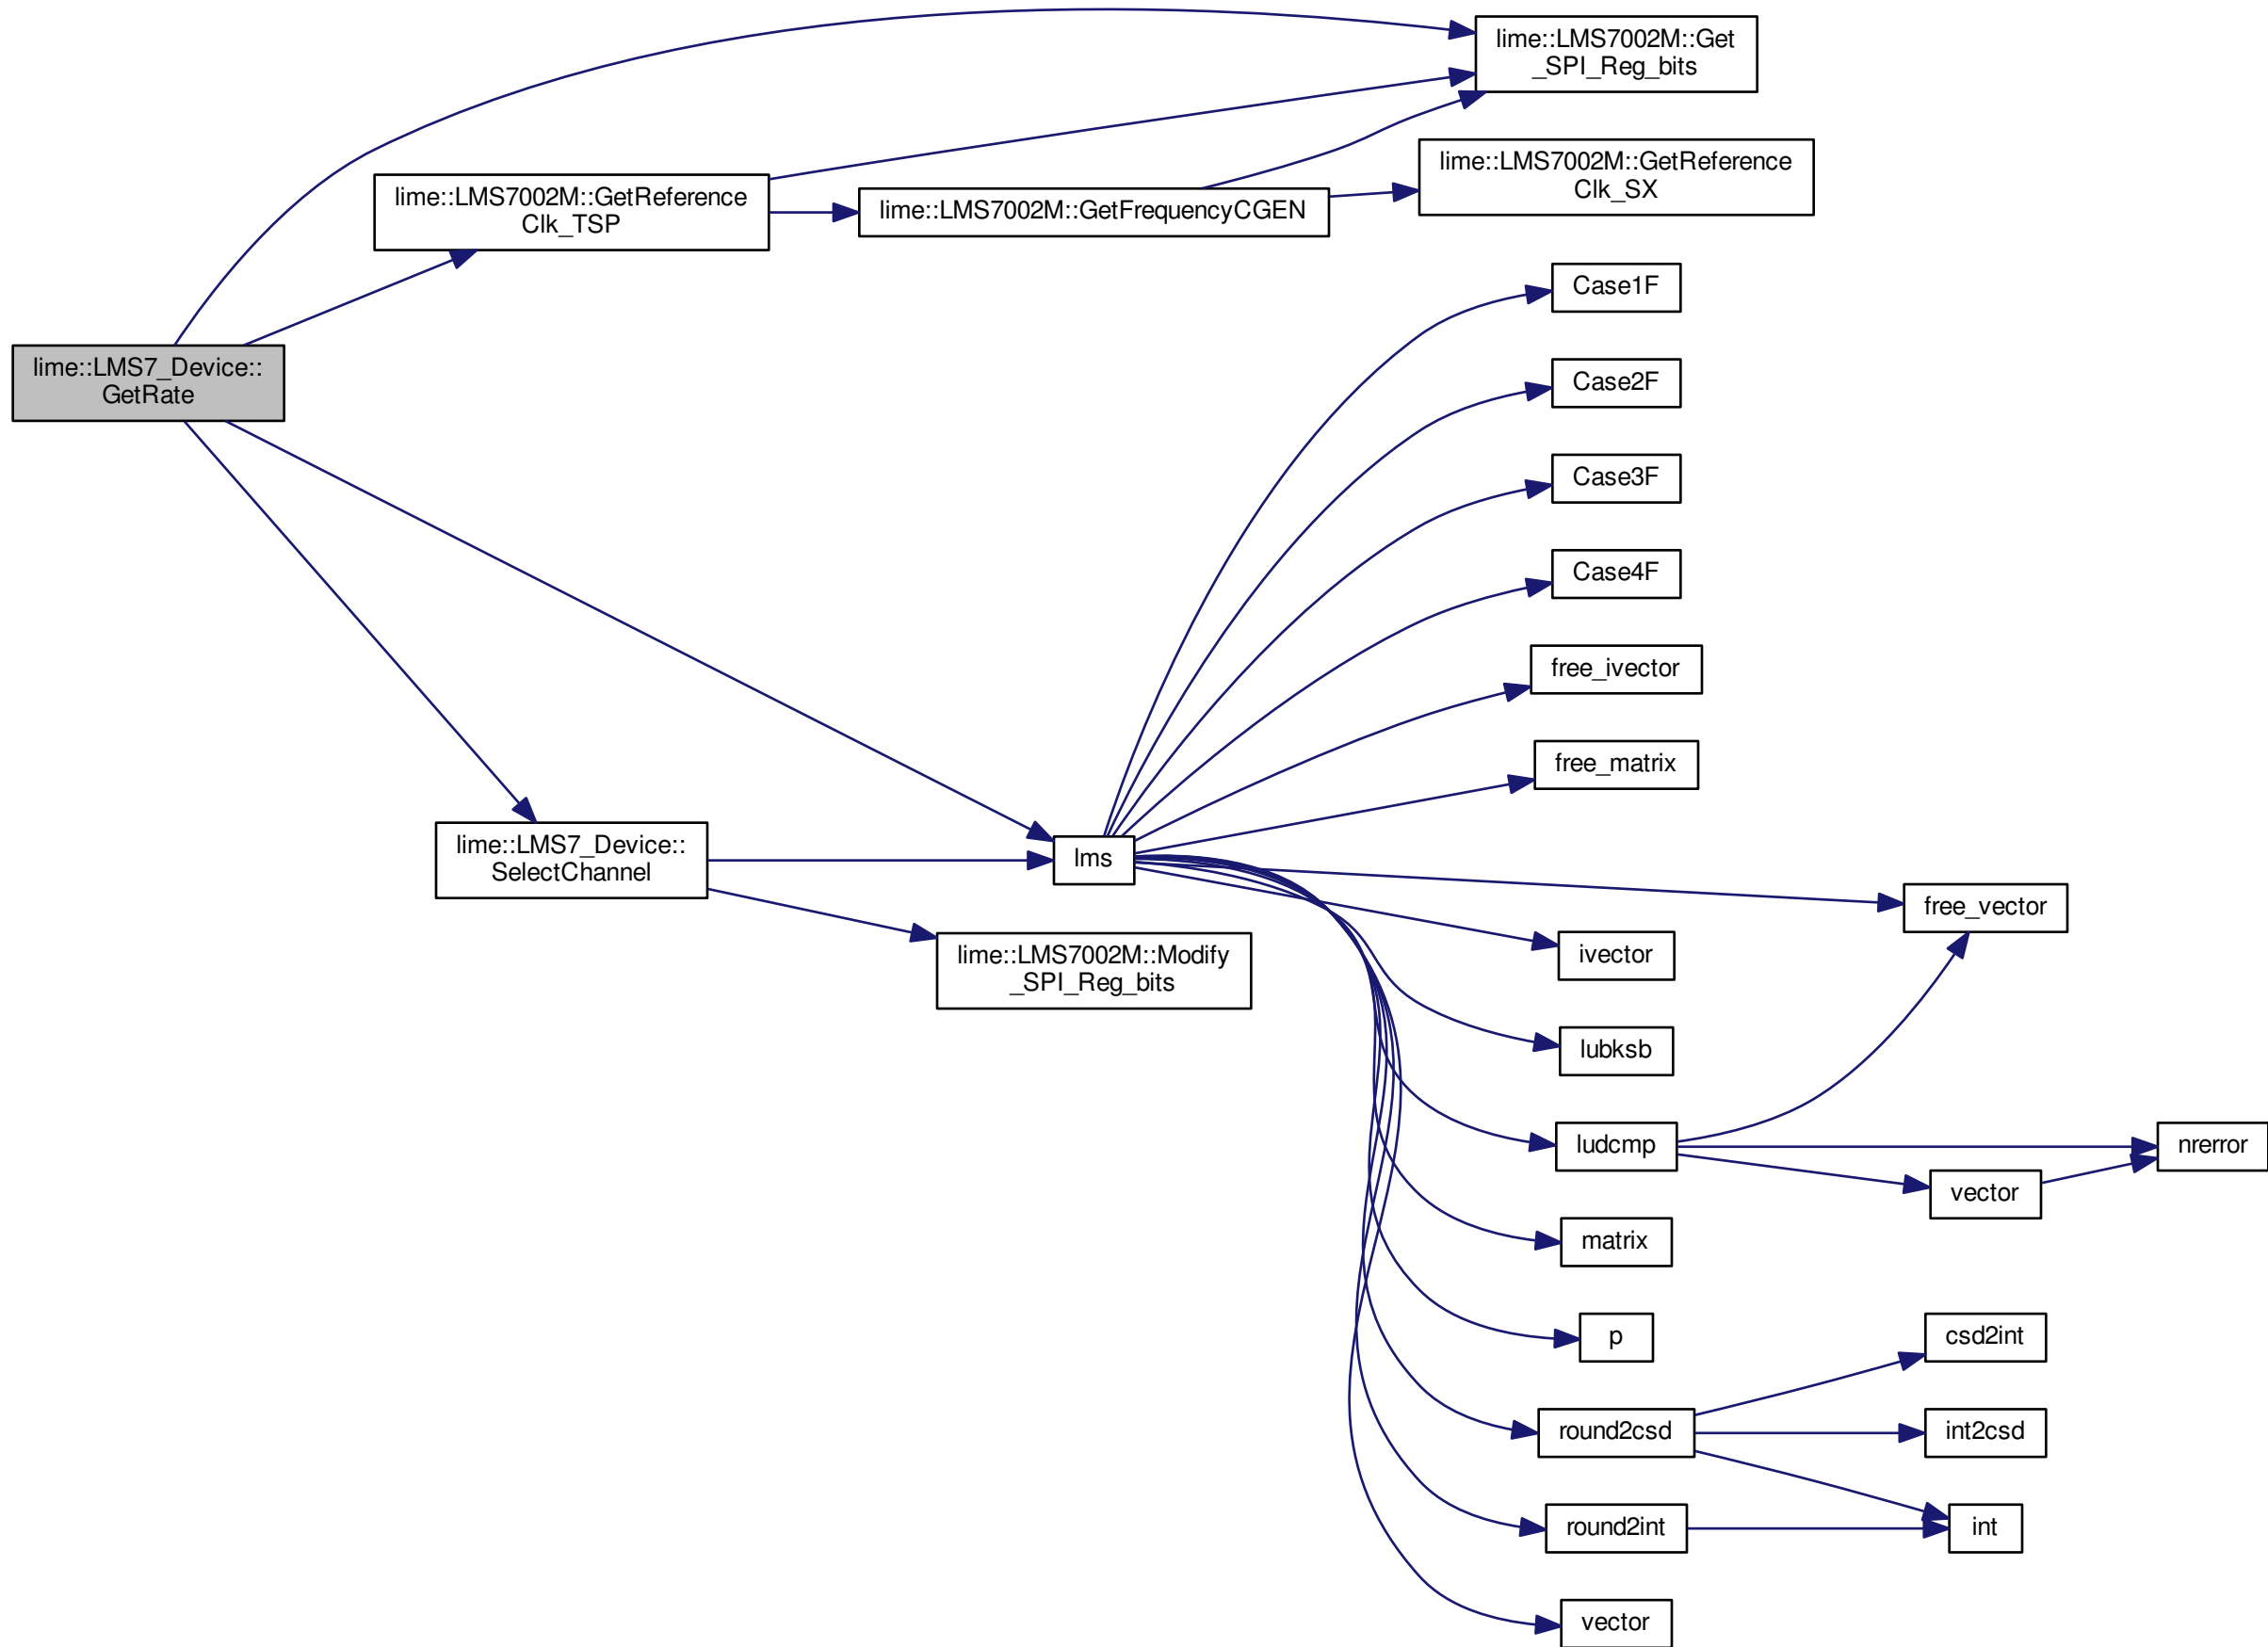 lime::LMS7_Device::
GetRate
lime::LMS7002M::GetReference
Clk_TSP
lime::LMS7_Device::
SelectChannel
lime::LMS7002M::GetFrequencyCGEN
lime::LMS7002M::Modify
_SPI_Reg_bits
lms
lime::LMS7002M::Get
_SPI_Reg_bits
lime::LMS7002M::GetReference
Clk_SX
Case1F
Case2F
Case3F
Case4F
free_ivector
free_matrix
free_vector
ivector
lubksb
ludcmp
nrerror
vector
matrix
p
csd2int
round2csd
int2csd
round2int
int
vector